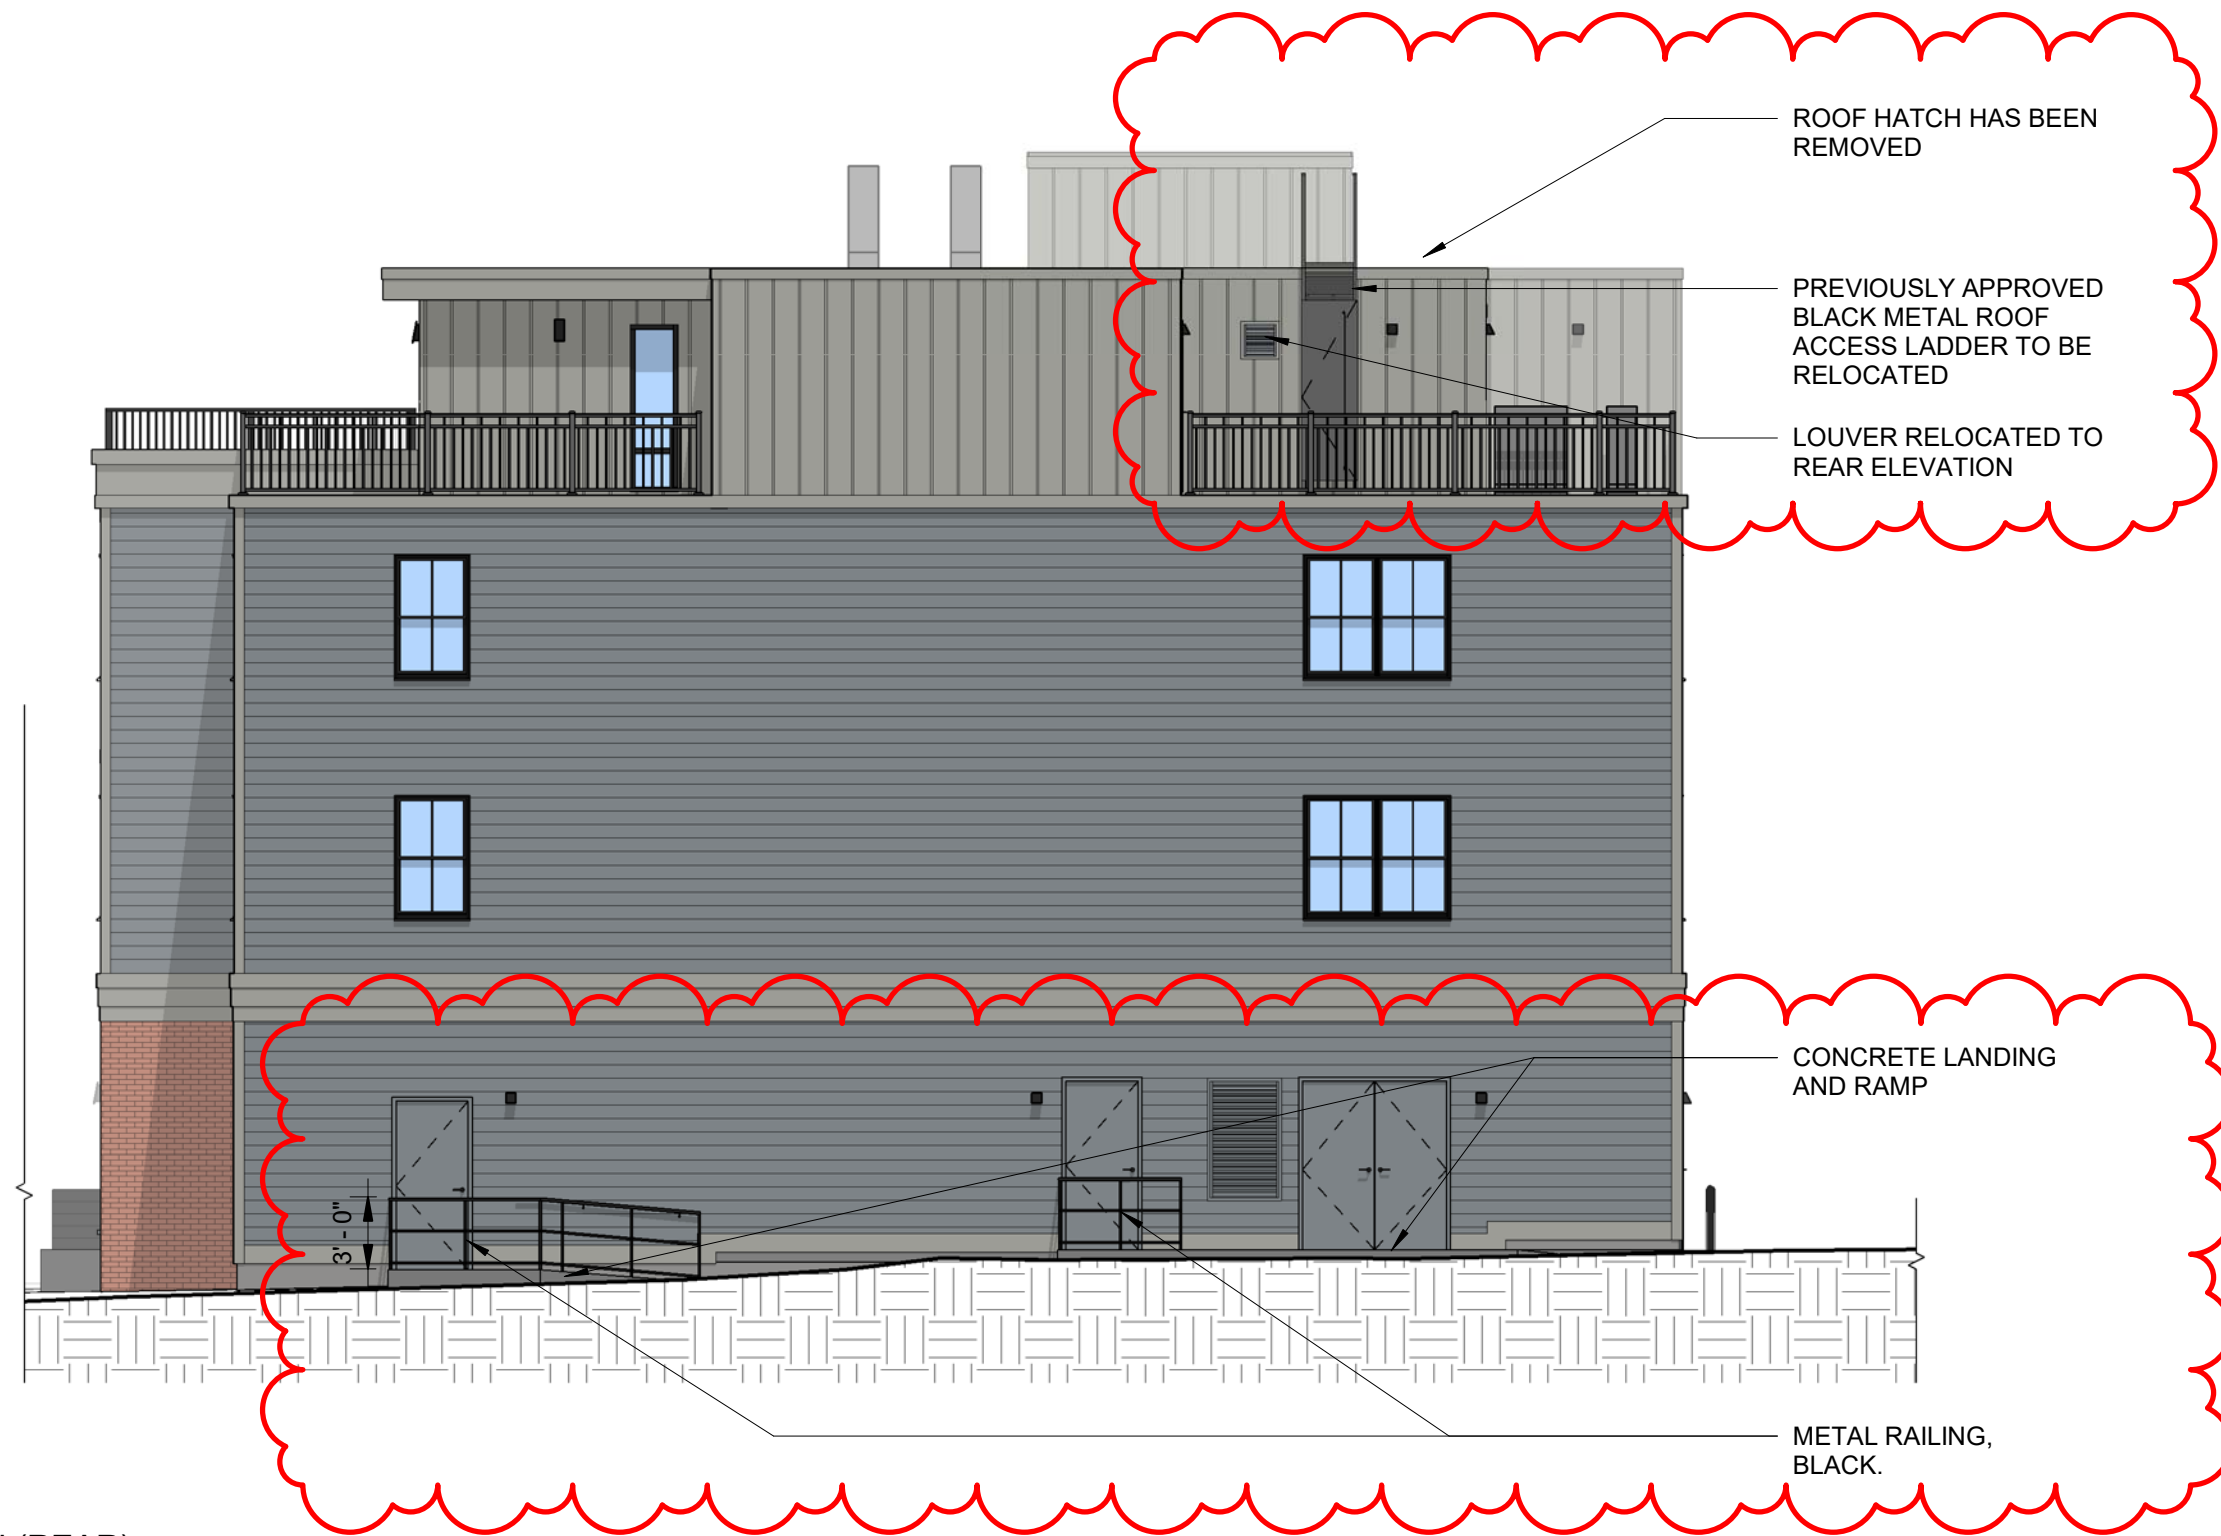 ROOF HATCH HAS BEEN
REMOVED
PREVIOUSLY APPROVED
BLACK METAL ROOF
ACCESS LADDER TO BE
RELOCATED
LOUVER RELOCATED TO
REAR ELEVATION
CONCRETE LANDING
AND RAMP
3' - 0"
METAL RAILING,
BLACK.